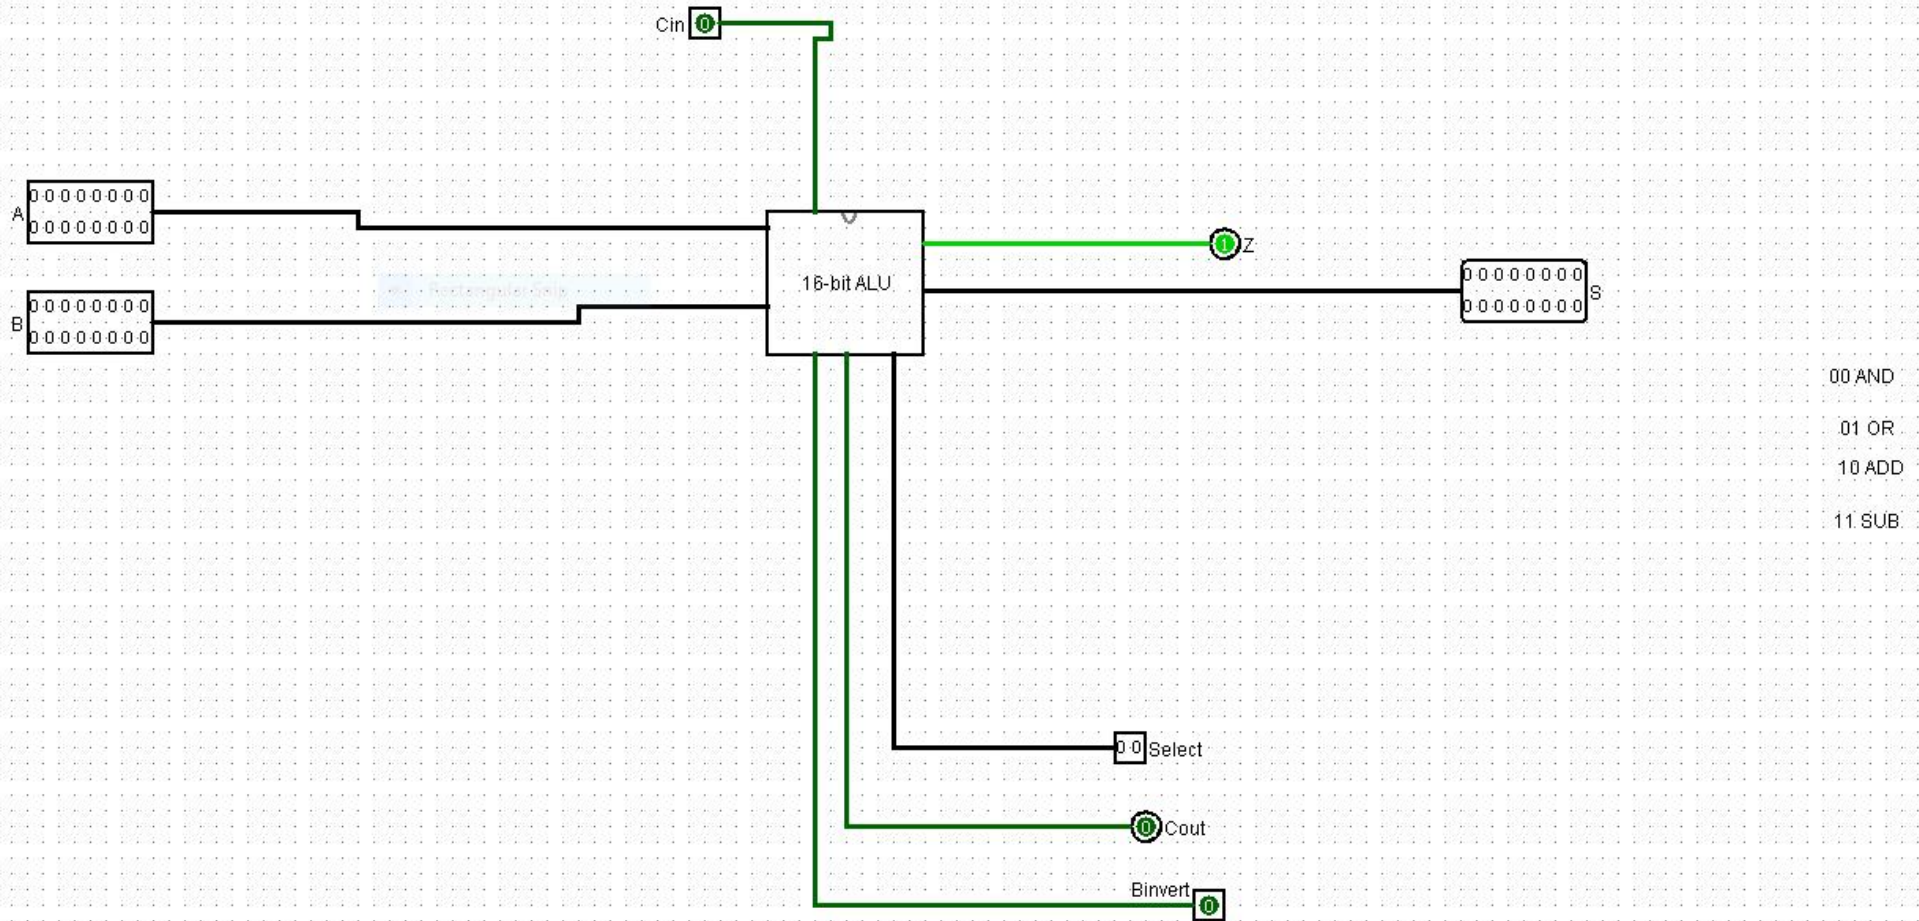 Cin 0
0 0 0 0 0 0 0 0
A
0 0 0 0 0 0 0 0
1 Z
0 0 0 0 0 0 0 0
S
0 0 0 0 0 0 0 0
16-bit ALU
Rectangular Snip
0 0 0 0 0 0 0 0
B
0 0 0 0 0 0 0 0
00 AND
01 OR
10 ADD
11 SUB
0 0 Select
0 Cout
Binvert 0